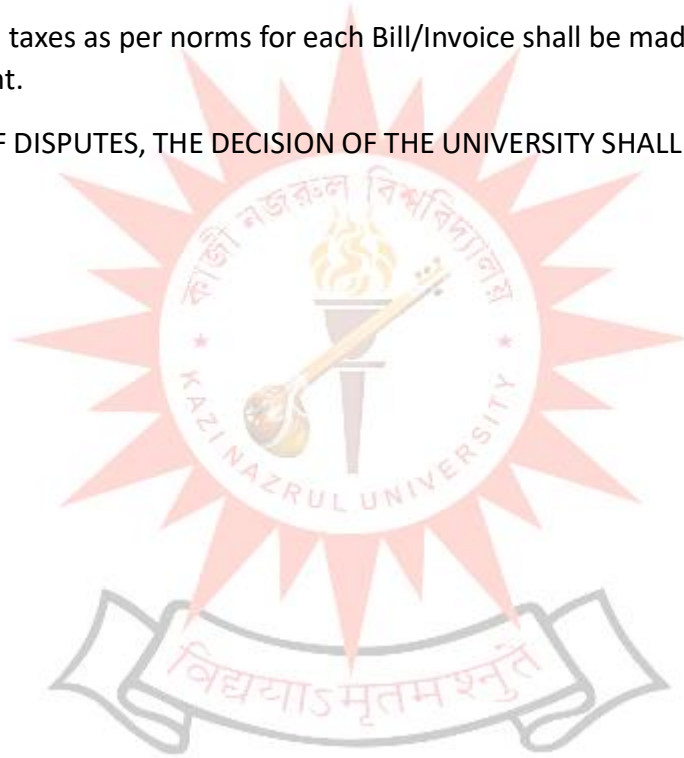 taxes as per norms for each Bill/Invoice shall be mad
nt.
F DISPUTES, THE DECISION OF THE UNIVERSITY SHALL
কাজী নজরুল বিশ্ববিদ্যালয়
KAZI NAZRUL UNIVERSITY
विद्ययाऽमृतमश्नुते